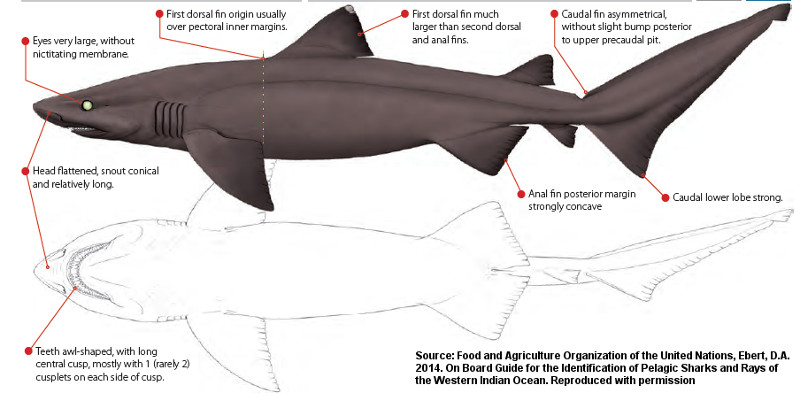 First dorsal fin origin usually
over pectoral inner margins.
First dorsal fin much
larger than second dorsal
and anal fins.
Caudal fin asymmetrical,
without slight bump posterior
to upper precaudal pit.
Eyes very large, without
nictitating membrane.
Head flattened, snout conical
and relatively long.
Anal fin posterior margin
strongly concave
Caudal lower lobe strong.
Teeth awl-shaped, with long
central cusp, mostly with 1 (rarely 2)
cusplets on each side of cusp.
Source: Food and Agriculture Organization of the United Nations, Ebert, D.A.
2014. On Board Guide for the Identification of Pelagic Sharks and Rays of
the Western Indian Ocean. Reproduced with permission